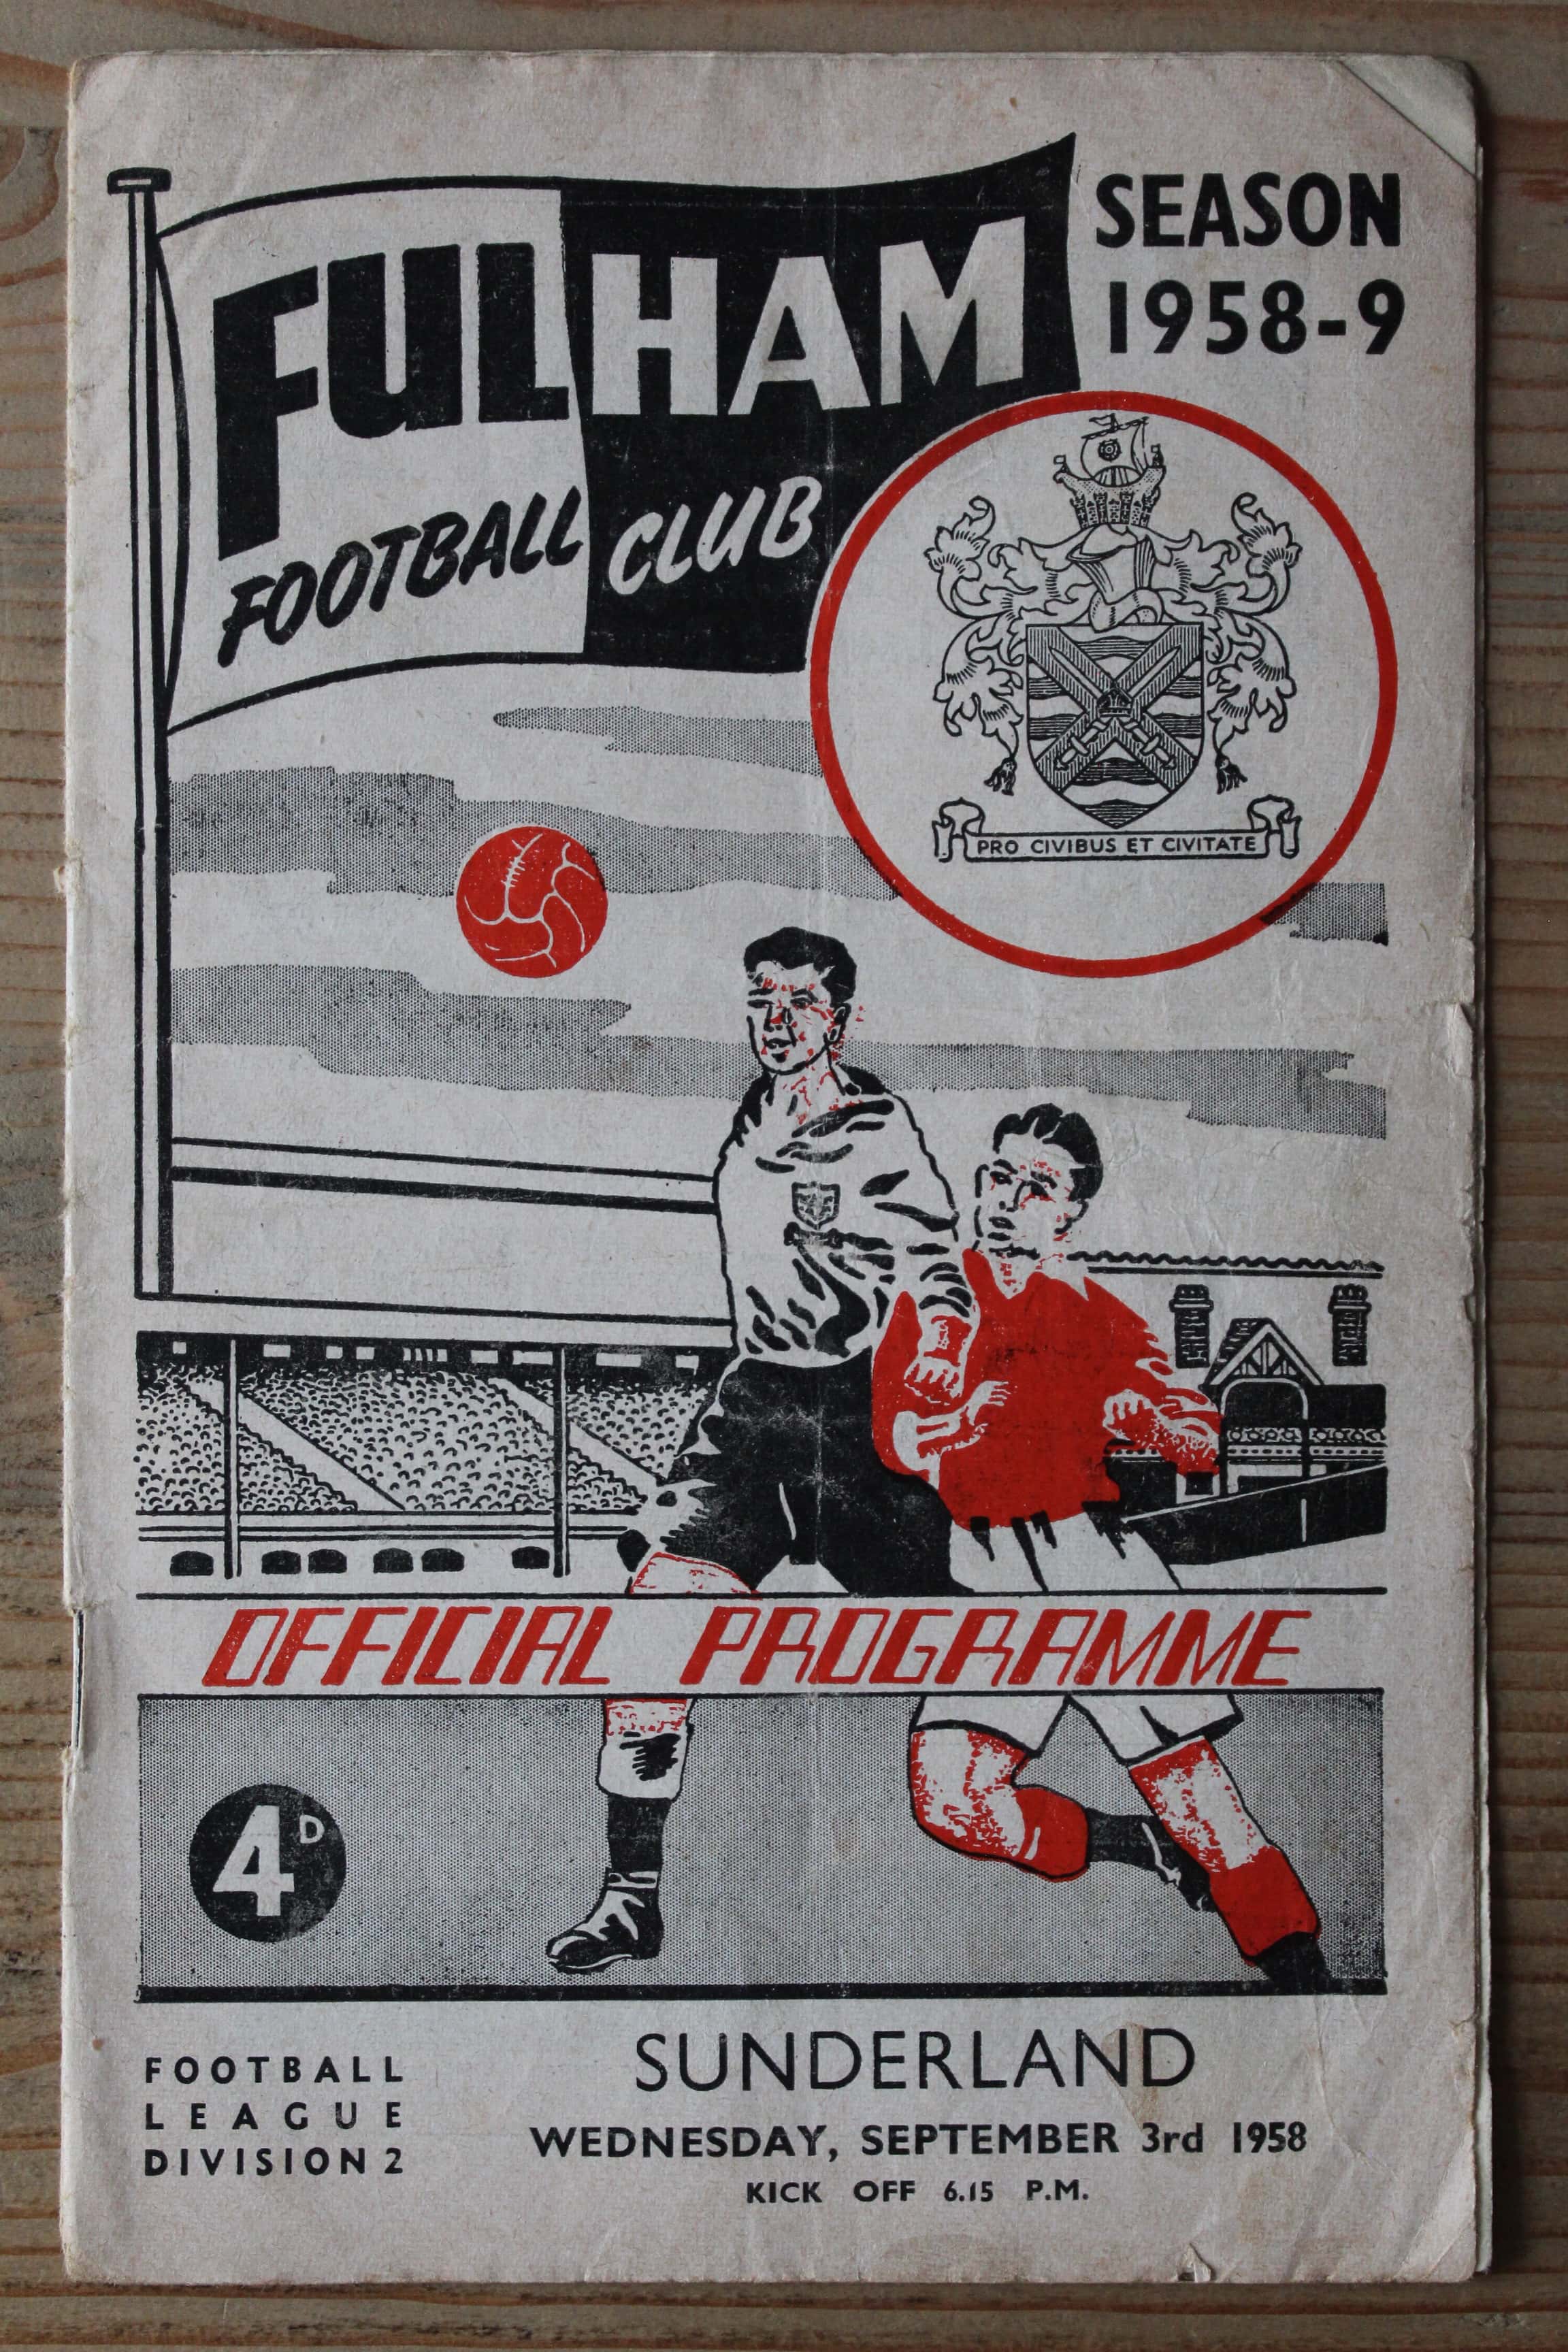 FULHAM
FOOTBALL CLUB
SEASON
1958-9
PRO CIVIBUS ET CIVITATE
OFFICIAL PROGRAMME
4D
FOOTBALL
LEAGUE
DIVISION 2
SUNDERLAND
WEDNESDAY, SEPTEMBER 3rd 1958
KICK OFF 6.15 P.M.